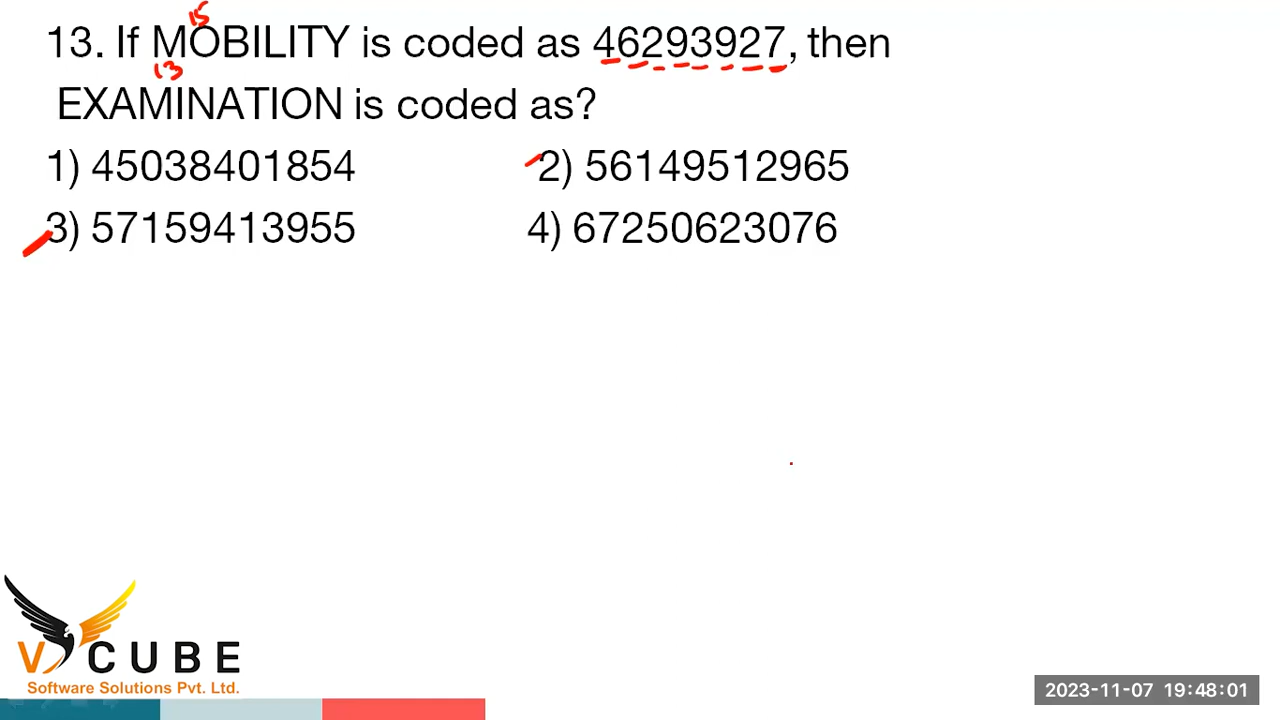 15
13. If MOBILITY is coded as 46293927, then
13
EXAMINATION is coded as?
1) 45038401854 2) 56149512965
3) 57159413955 4) 67250623076
V CUBE
Software Solutions Pvt. Ltd.
2023-11-07 19:48:01